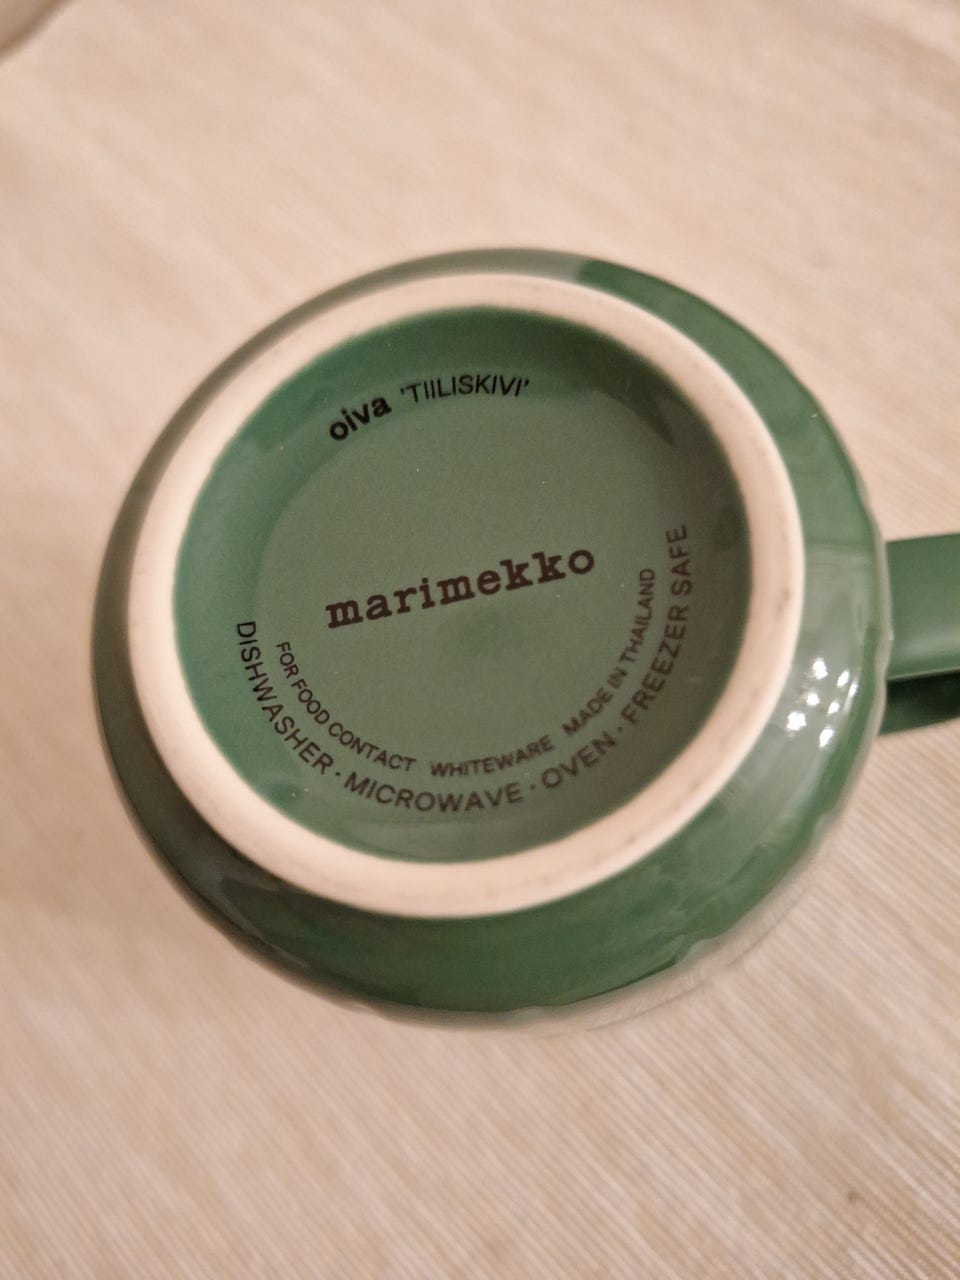 oiva 'TIILISKIVI'
marimekko
FOR FOOD CONTACT WHITEWARE MADE IN THAILAND
DISHWASHER · MICROWAVE · OVEN · FREEZER SAFE